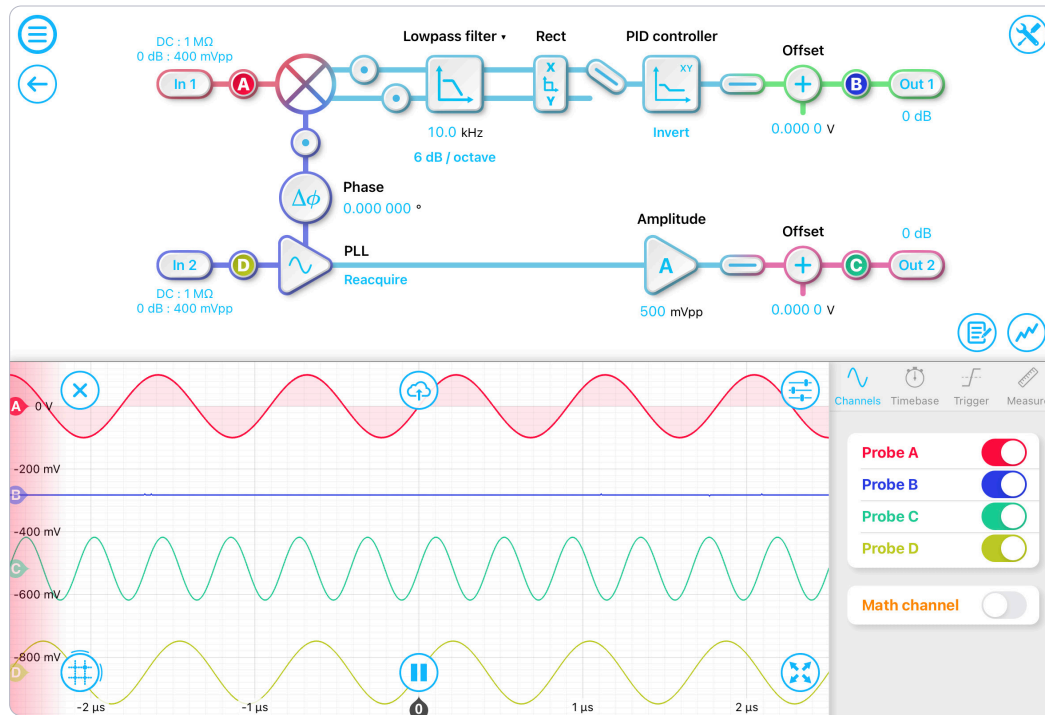 Lowpass filter ▾
Rect
PID controller
Offset
DC : 1 MΩ
0 dB : 400 mVpp
In 1
A
X
Y
XY
+
B
Out 1
10.0 kHz
Invert
0.000 0 V
0 dB
6 dB / octave
Δϕ
Phase
0.000 000 °
Amplitude
Offset
0 dB
In 2
D
PLL
Reacquire
A
+
C
Out 2
DC : 1 MΩ
0 dB : 400 mVpp
500 mVpp
0.000 0 V
Channels
Timebase
Trigger
Measur
A
0 V
-200 mV
B
-400 mV
C
-600 mV
-800 mV
D
-2 µs
-1 µs
0
1 µs
2 µs
Probe A
Probe B
Probe C
Probe D
Math channel